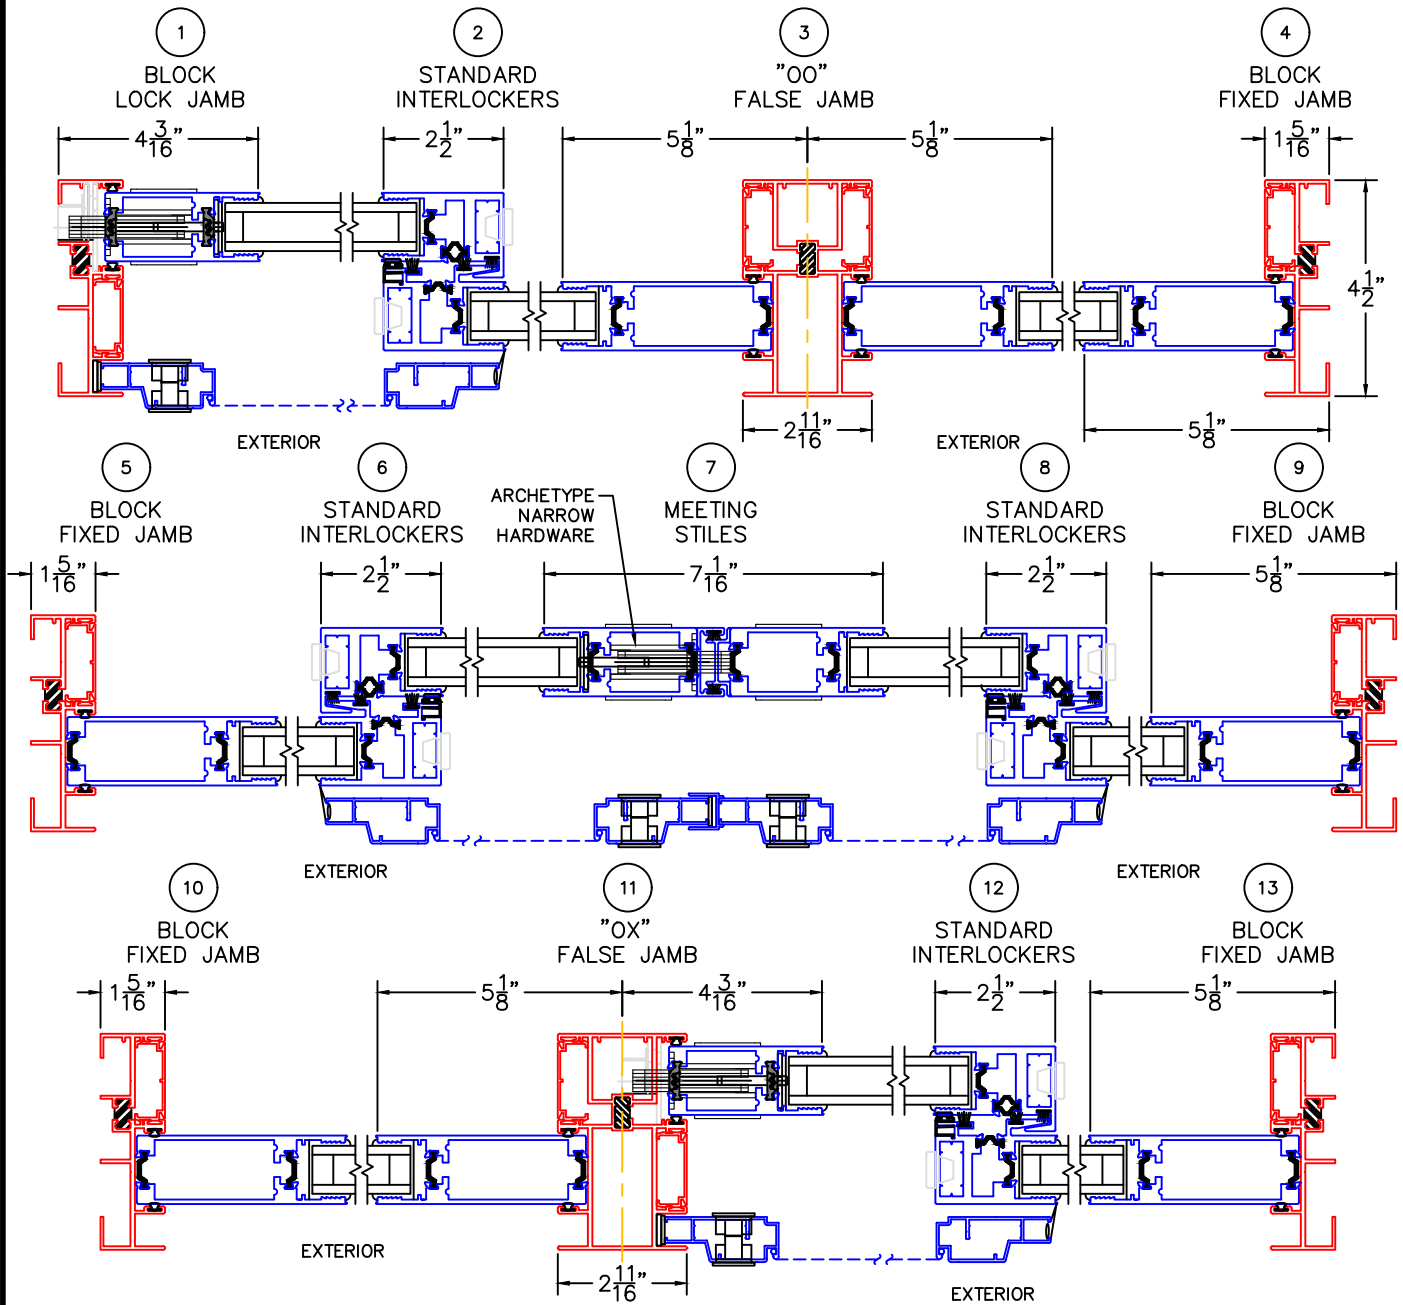 1 2 3 4
BLOCK LOCK JAMB
STANDARD INTERLOCKERS
"OO" FALSE JAMB
BLOCK FIXED JAMB
4 3/16" 2 1/2" 5 1/8" 5 1/8" 1 5/16"
4 1/2"
2 11/16" 5 1/8"
EXTERIOR EXTERIOR
5 6 7 8 9
BLOCK FIXED JAMB
STANDARD INTERLOCKERS
ARCHETYPE NARROW HARDWARE
MEETING STILES
STANDARD INTERLOCKERS
BLOCK FIXED JAMB
1 5/16" 2 1/2" 7 1/16" 2 1/2" 5 1/8"
EXTERIOR EXTERIOR
10 11 12 13
BLOCK FIXED JAMB
"OX" FALSE JAMB
STANDARD INTERLOCKERS
BLOCK FIXED JAMB
1 5/16" 5 1/8" 4 3/16" 2 1/2" 5 1/8"
EXTERIOR
2 11/16"
EXTERIOR